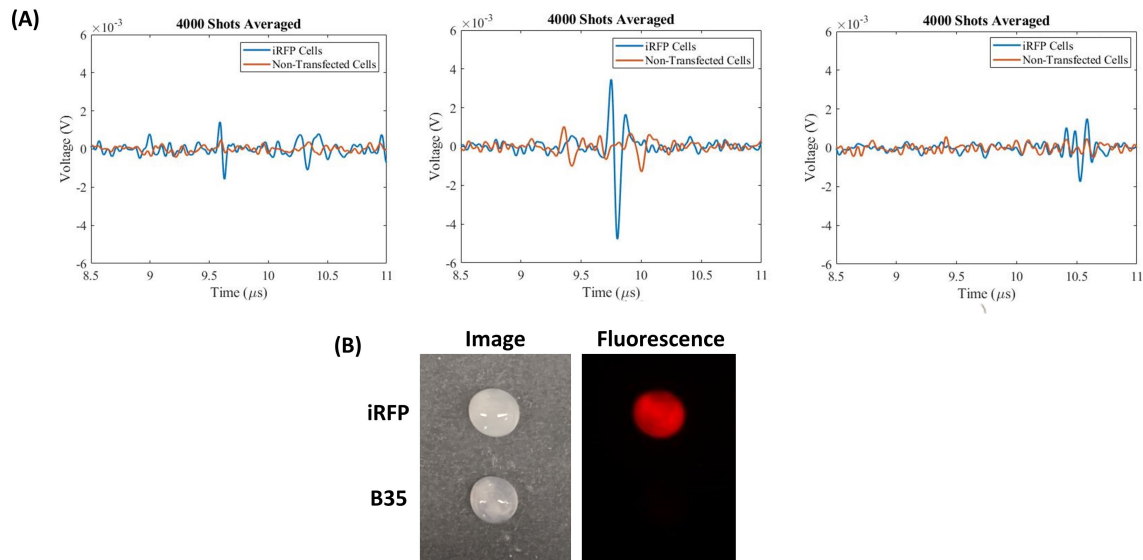 (A)
4000 Shots Averaged
×10⁻³
iRFP Cells
Non-Transfected Cells
Voltage (V)
6
4
2
0
-2
-4
-6
8.5 9 9.5 10 10.5 11
Time (μs)
4000 Shots Averaged
×10⁻³
iRFP Cells
Non-Transfected Cells
Voltage (V)
6
4
2
0
-2
-4
-6
8.5 9 9.5 10 10.5 11
Time (μs)
4000 Shots Averaged
×10⁻³
iRFP Cells
Non-Transfected Cells
Voltage (V)
6
4
2
0
-2
-4
-6
8.5 9 9.5 10 10.5 11
Time (μs)
(B)
Image Fluorescence
iRFP
B35